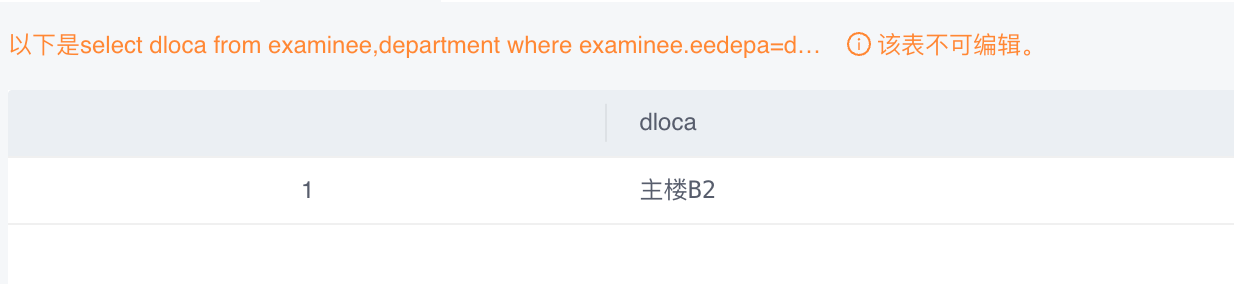 以下是select dloca from examinee,department where examinee.eedepa=d… 该表不可编辑。
dloca
1 主楼B2